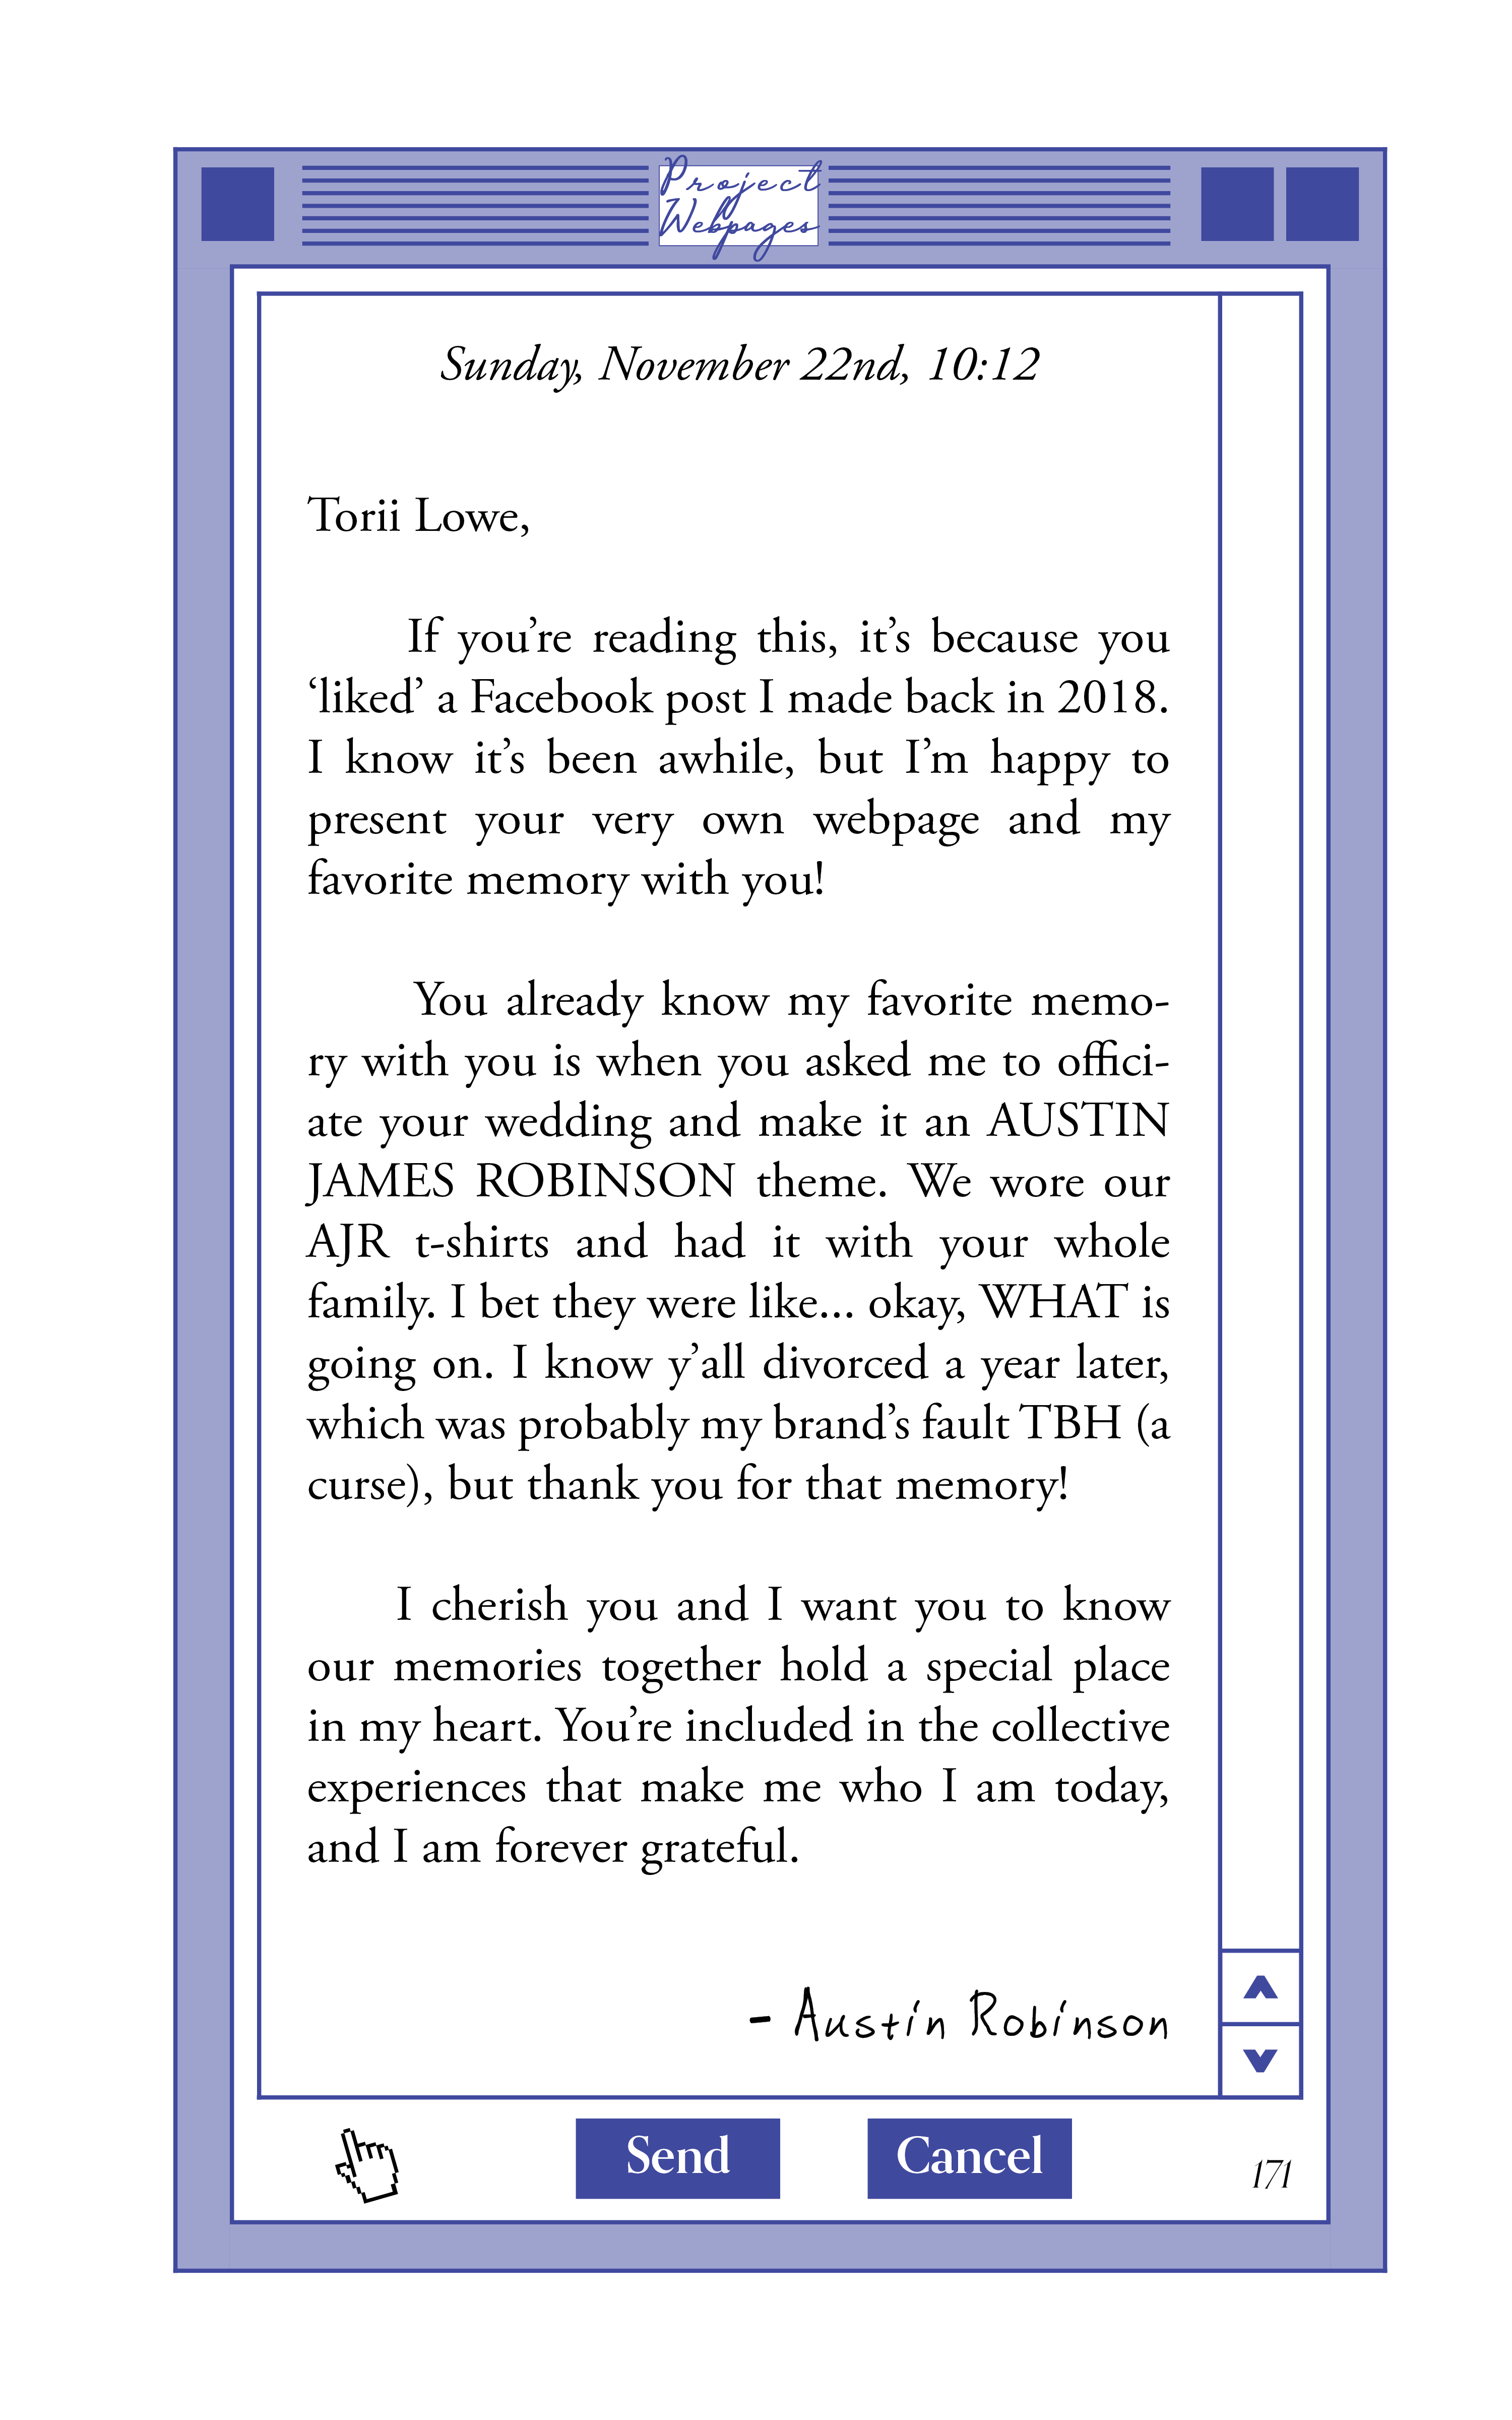 Project
Webpages
Sunday, November 22nd, 10:12
Torii Lowe,
If you’re reading this, it’s because you
‘liked’ a Facebook post I made back in 2018.
I know it’s been awhile, but I’m happy to
present your very own webpage and my
favorite memory with you!
You already know my favorite memo-
ry with you is when you asked me to offici-
ate your wedding and make it an AUSTIN
JAMES ROBINSON theme. We wore our
AJR t-shirts and had it with your whole
family. I bet they were like... okay, WHAT is
going on. I know y’all divorced a year later,
which was probably my brand’s fault TBH (a
curse), but thank you for that memory!
I cherish you and I want you to know
our memories together hold a special place
in my heart. You’re included in the collective
experiences that make me who I am today,
and I am forever grateful.
- Austin Robinson
Send
Cancel
171